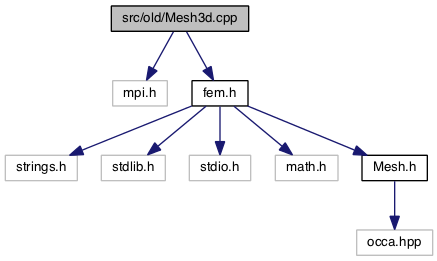 src/old/Mesh3d.cpp
mpi.h
fem.h
strings.h
stdlib.h
stdio.h
math.h
Mesh.h
occa.hpp